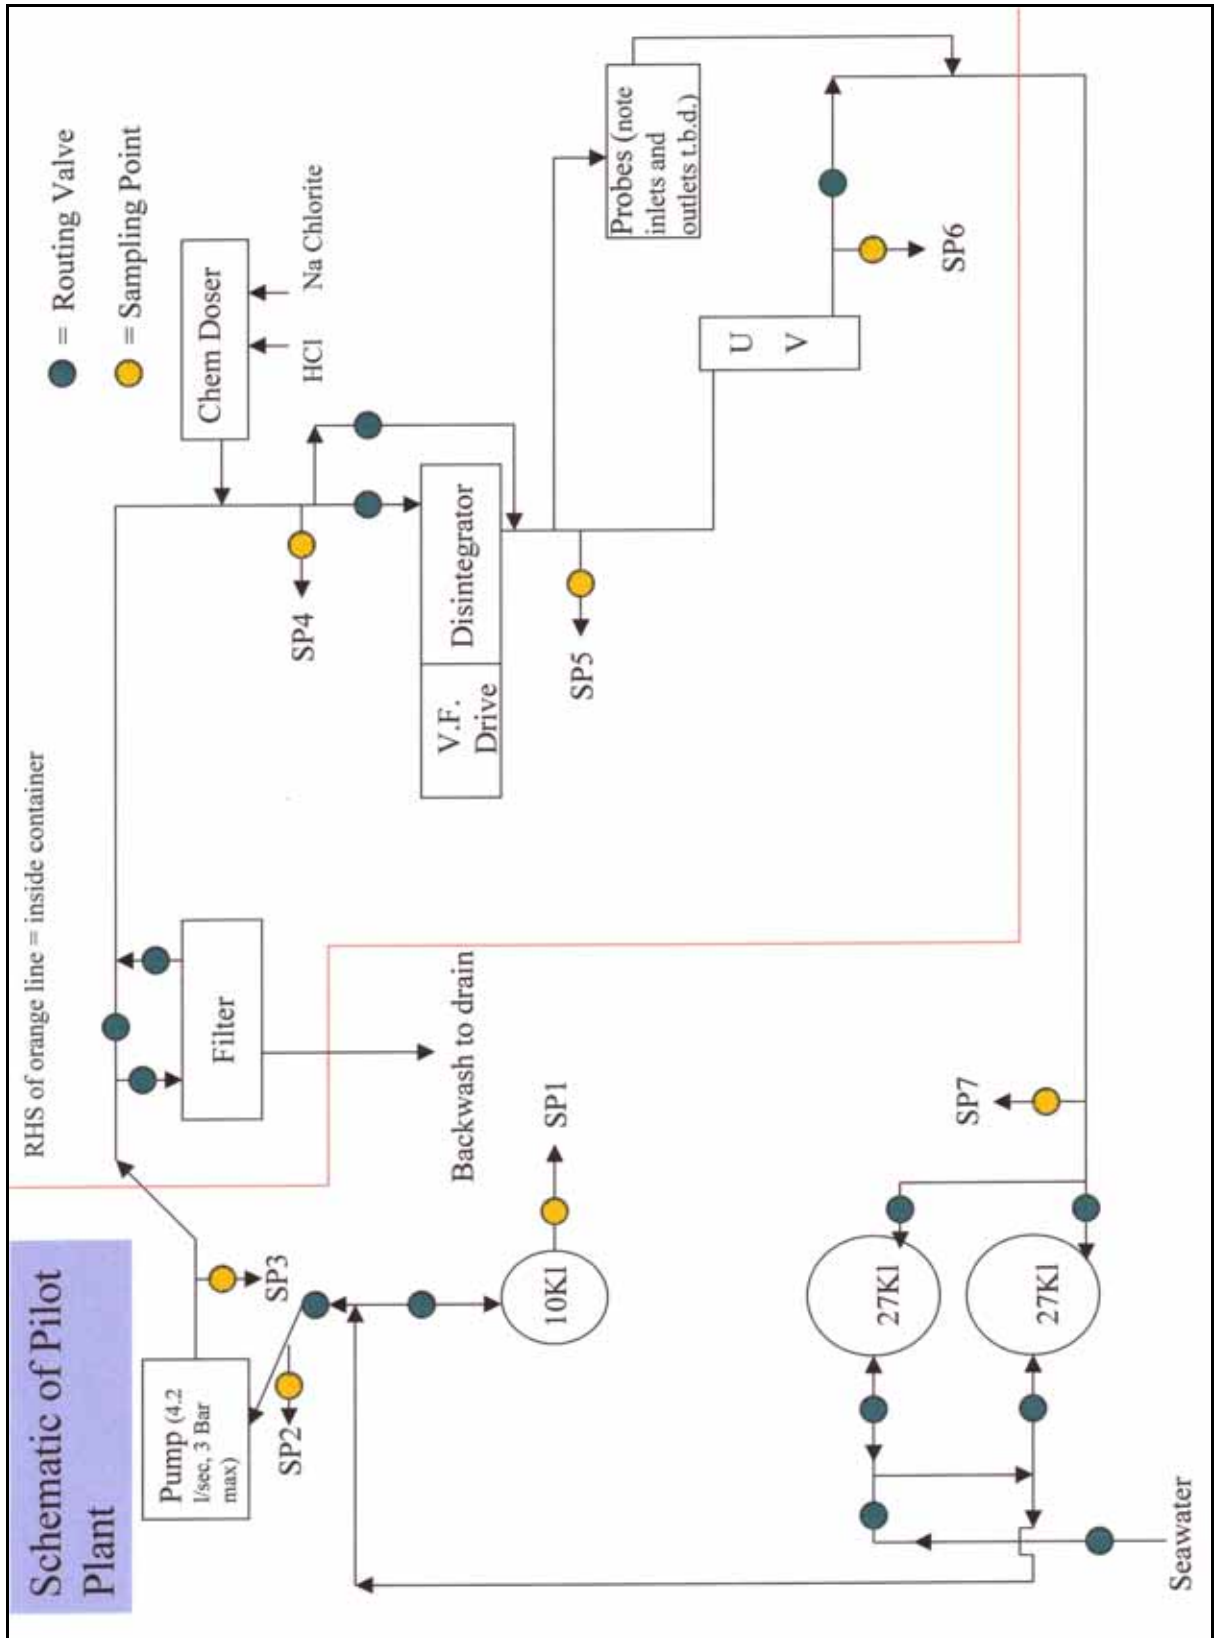 Schematic of Pilot
Plant
RHS of orange line = inside container
= Routing Valve
= Sampling Point
Pump (4.2
l/sec, 3 Bar
max)
SP3
SP2
Filter
Backwash to drain
10Kl
SP1
Chem Doser
HCl
Na Chlorite
SP4
V.F.
Drive
Disintegrator
SP5
Probes (note
inlets and
outlets t.b.d.)
U
V
SP6
SP7
27Kl
27Kl
Seawater